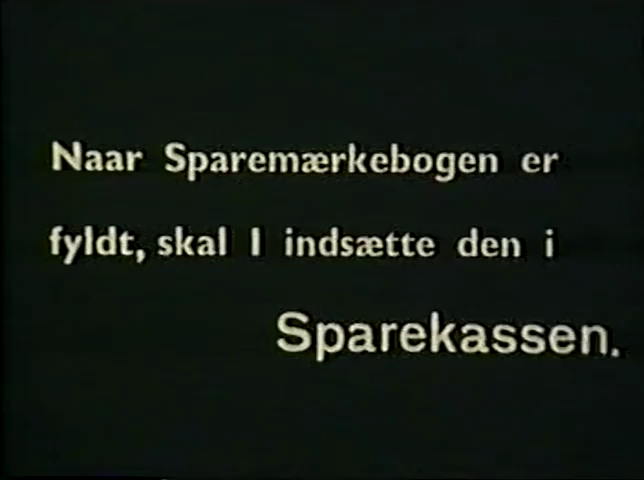 Naar Sparemærkebogen er
fyldt, skal I indsætte den i
Sparekassen.